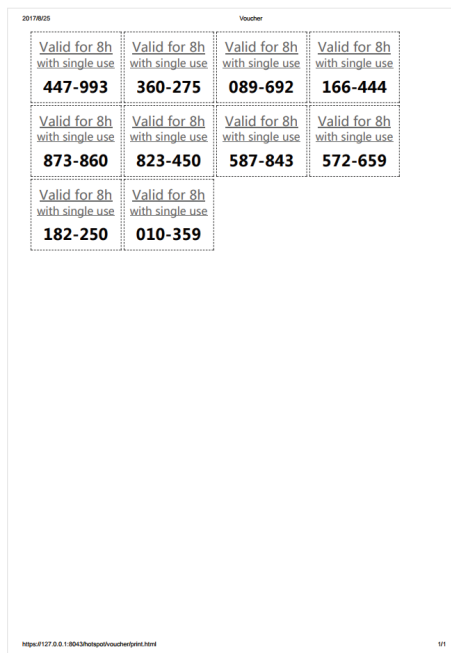 2017/8/25 Voucher
Valid for 8h Valid for 8h Valid for 8h Valid for 8h
with single use with single use with single use with single use
447-993 360-275 089-692 166-444
Valid for 8h Valid for 8h Valid for 8h Valid for 8h
with single use with single use with single use with single use
873-860 823-450 587-843 572-659
Valid for 8h Valid for 8h
with single use with single use
182-250 010-359
https://127.0.0.1:8043/hotspot/voucher/print.html 1/1